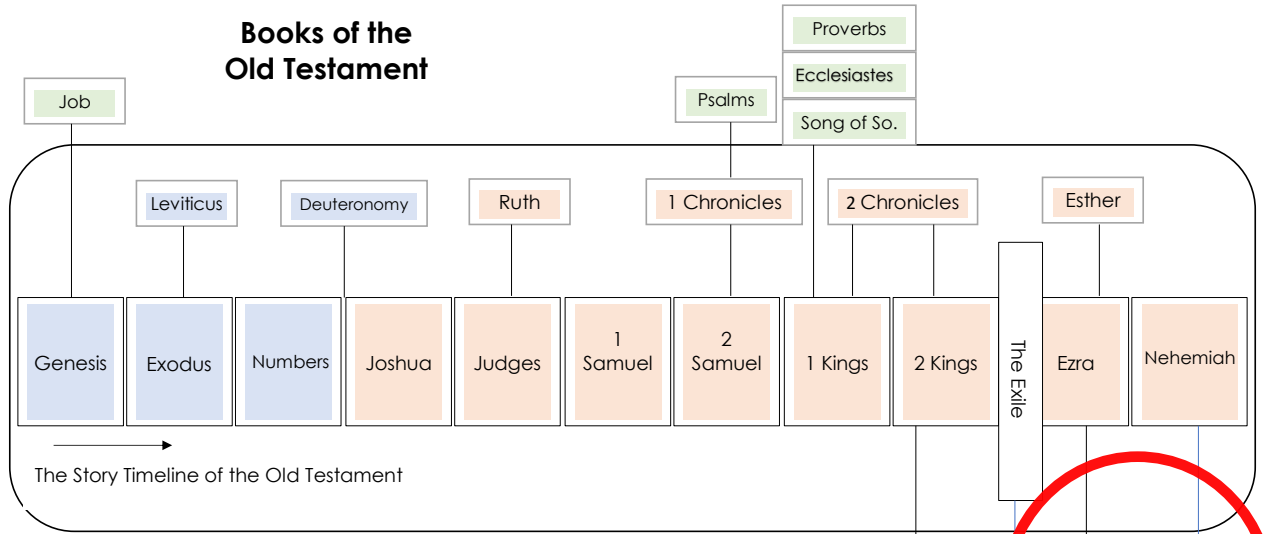 Books of the
Old Testament
Proverbs
Ecclesiastes
Song of So.
Job
Psalms
Leviticus
Deuteronomy
Ruth
1 Chronicles
2 Chronicles
Esther
Genesis
Exodus
Numbers
Joshua
Judges
1
Samuel
2
Samuel
1 Kings
2 Kings
The Exile
Ezra
Nehemiah
The Story Timeline of the Old Testament